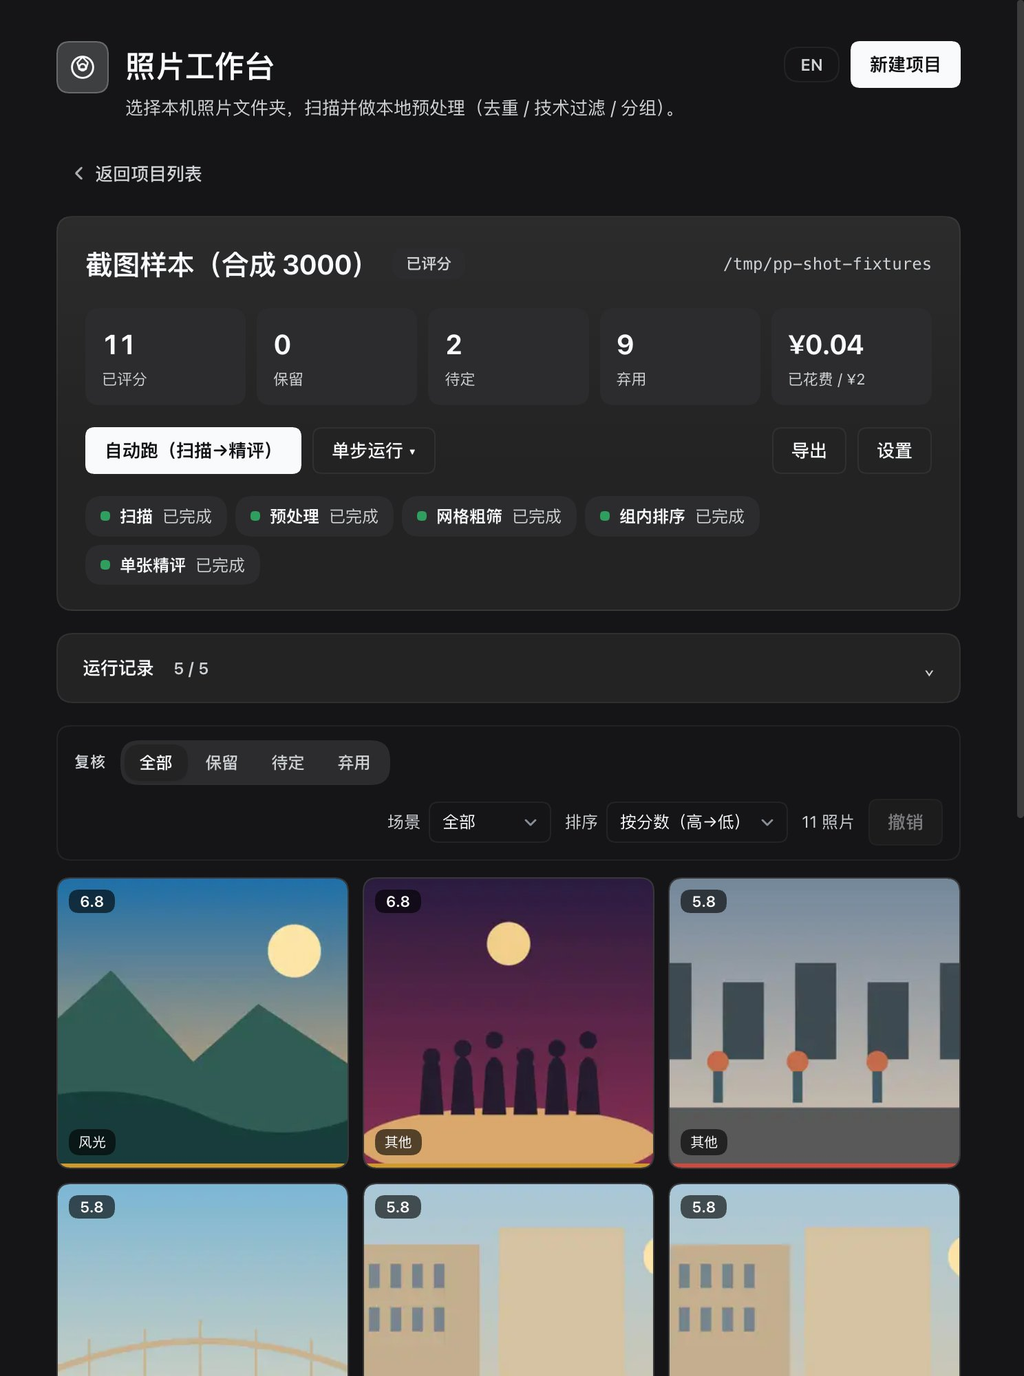 照片工作台
EN
新建项目
选择本机照片文件夹，扫描并做本地预处理（去重 / 技术过滤 / 分组）。
返回项目列表
截图样本（合成 3000）
已评分
/tmp/pp-shot-fixtures
11
已评分
0
保留
2
待定
9
弃用
¥0.04
已花费 / ¥2
自动跑（扫描→精评）
单步运行 ▾
导出
设置
扫描 已完成
预处理 已完成
网格粗筛 已完成
组内排序 已完成
单张精评 已完成
运行记录 5 / 5
复核
全部
保留
待定
弃用
场景
全部
排序
按分数（高→低）
11 照片
撤销
6.8
风光
6.8
其他
5.8
其他
5.8
5.8
5.8